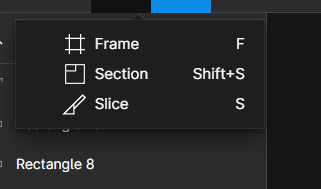 Frame F
Section Shift+S
Slice S
Rectangle 8